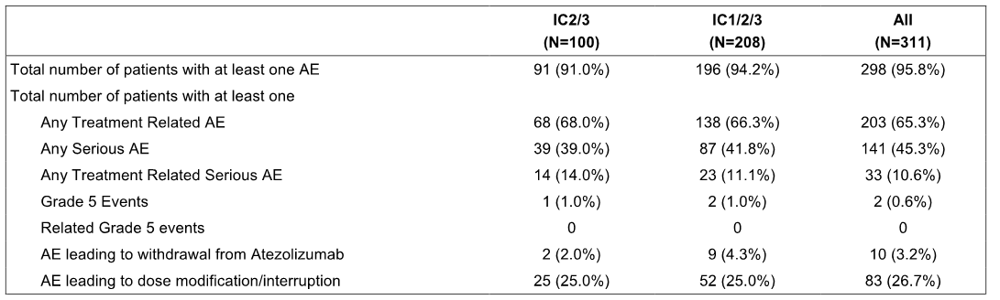 IC2/3 IC1/2/3 All
(N=100) (N=208) (N=311)
Total number of patients with at least one AE 91 (91.0%) 196 (94.2%) 298 (95.8%)
Total number of patients with at least one
Any Treatment Related AE 68 (68.0%) 138 (66.3%) 203 (65.3%)
Any Serious AE 39 (39.0%) 87 (41.8%) 141 (45.3%)
Any Treatment Related Serious AE 14 (14.0%) 23 (11.1%) 33 (10.6%)
Grade 5 Events 1 (1.0%) 2 (1.0%) 2 (0.6%)
Related Grade 5 events 0 0 0
AE leading to withdrawal from Atezolizumab 2 (2.0%) 9 (4.3%) 10 (3.2%)
AE leading to dose modification/interruption 25 (25.0%) 52 (25.0%) 83 (26.7%)